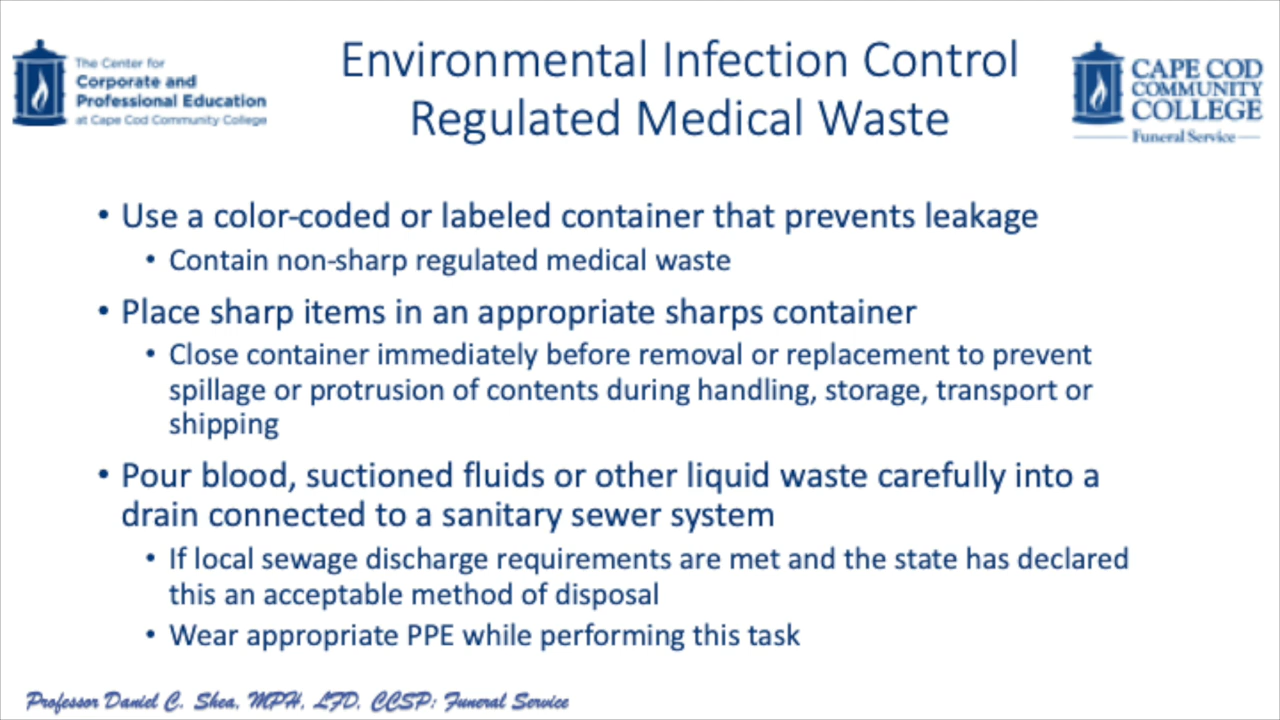 The Center for
Corporate and
Professional Education
at Cape Cod Community College
Environmental Infection Control
Regulated Medical Waste
CAPE COD
COMMUNITY
COLLEGE
Funeral Service
• Use a color-coded or labeled container that prevents leakage
• Contain non-sharp regulated medical waste
• Place sharp items in an appropriate sharps container
• Close container immediately before removal or replacement to prevent
spillage or protrusion of contents during handling, storage, transport or
shipping
• Pour blood, suctioned fluids or other liquid waste carefully into a
drain connected to a sanitary sewer system
• If local sewage discharge requirements are met and the state has declared
this an acceptable method of disposal
• Wear appropriate PPE while performing this task
Professor Daniel C. Shea, MPH, LFD, CCSP: Funeral Service